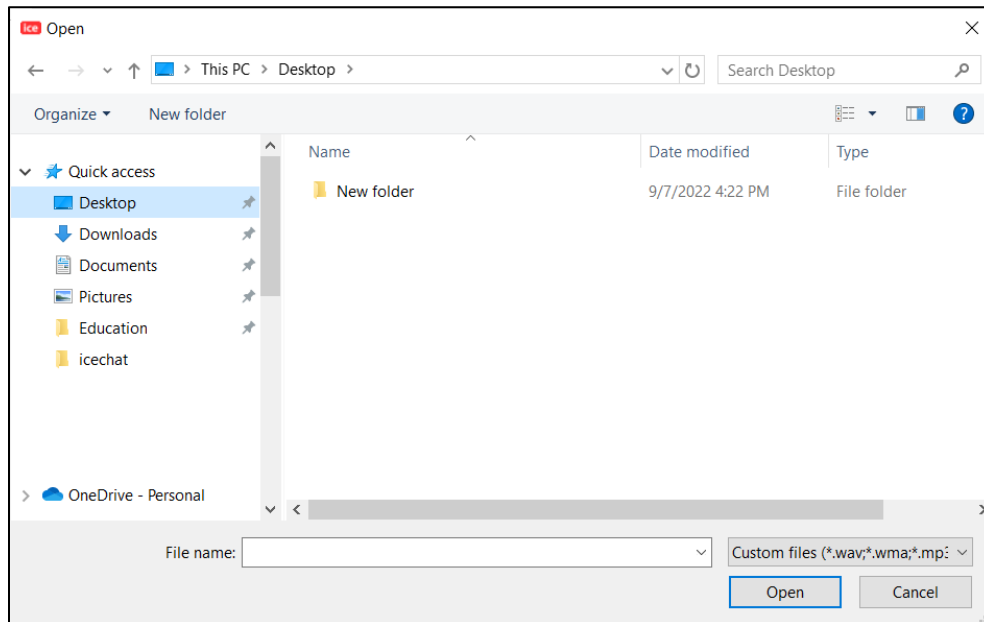 ice Open
This PC > Desktop >
Search Desktop
Organize
New folder
?
Name
Date modified
Type
Quick access
Desktop
Downloads
Documents
Pictures
Education
icechat
OneDrive - Personal
New folder
9/7/2022 4:22 PM
File folder
File name:
Custom files (*.wav;*.wma;*.mp3
Open
Cancel